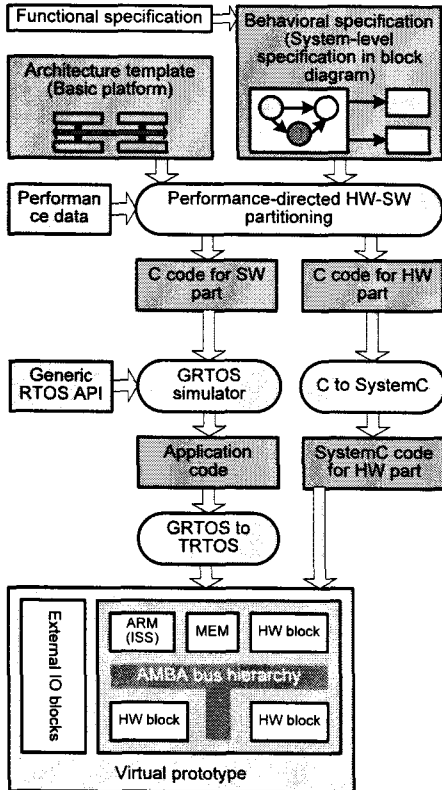 Functional specification
Behavioral specification
(System-level
specification in block
diagram)
Architecture template
(Basic platform)
Performan
ce data
Performance-directed HW-SW
partitioning
C code for SW
part
C code for HW
part
Generic
RTOS API
GRTOS
simulator
C to SystemC
Application
code
SystemC code
for HW part
GRTOS to
TRTOS
External IO blocks
ARM
(ISS)
MEM
HW block
AMBA bus hierarchy
HW block
HW block
Virtual prototype